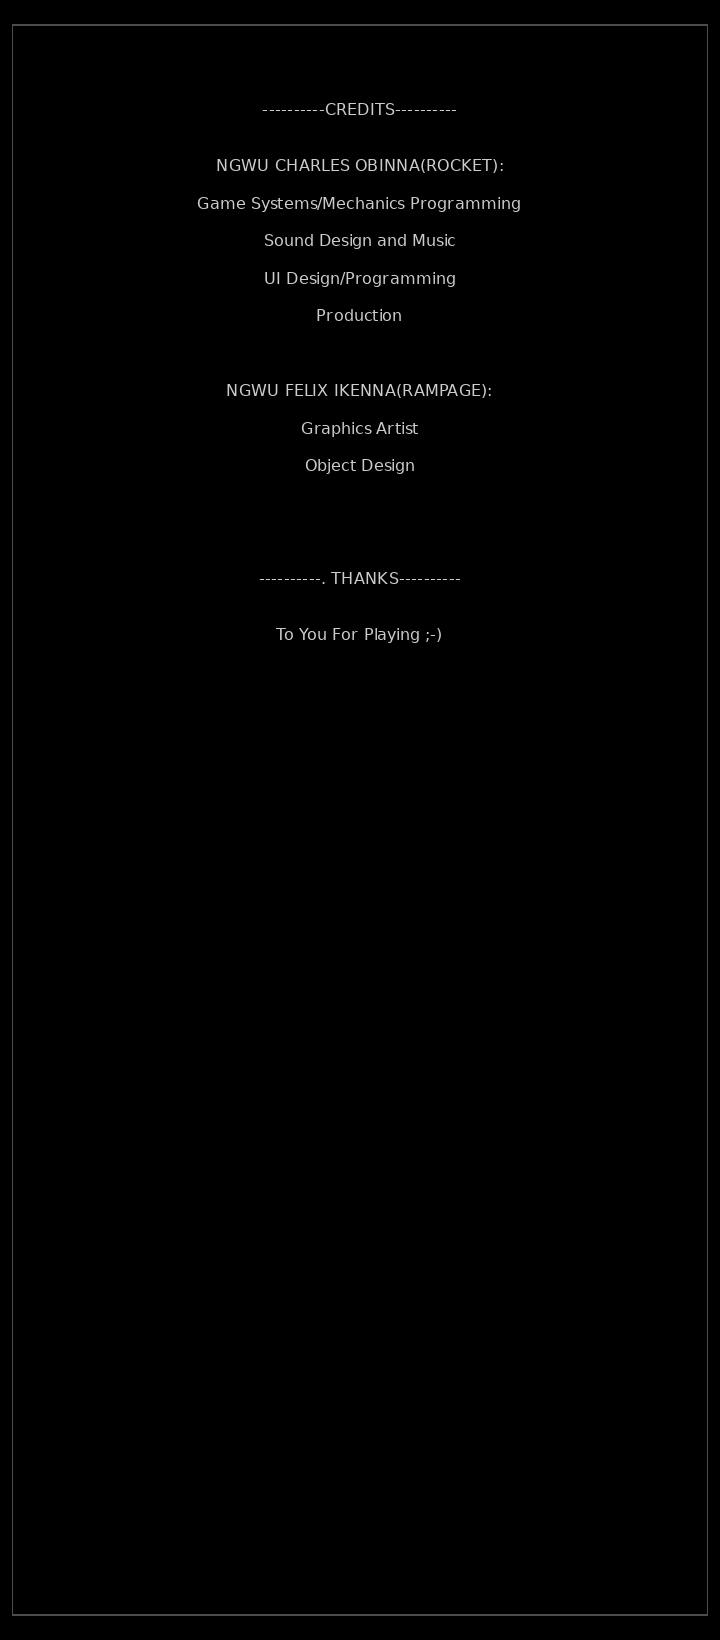 ----------CREDITS----------
NGWU CHARLES OBINNA(ROCKET):
Game Systems/Mechanics Programming
Sound Design and Music
UI Design/Programming
Production
NGWU FELIX IKENNA(RAMPAGE):
Graphics Artist
Object Design
----------. THANKS----------
To You For Playing ;-)